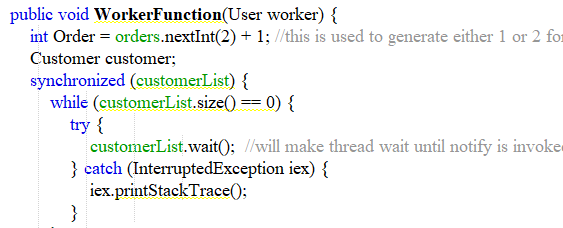 public void WorkerFunction(User worker) {
int Order = orders.nextInt(2) + 1; //this is used to generate either 1 or 2 fo
Customer customer;
synchronized (customerList) {
while (customerList.size() == 0) {
try {
customerList.wait();  //will make thread wait until notify is invoke
} catch (InterruptedException iex) {
iex.printStackTrace();
}